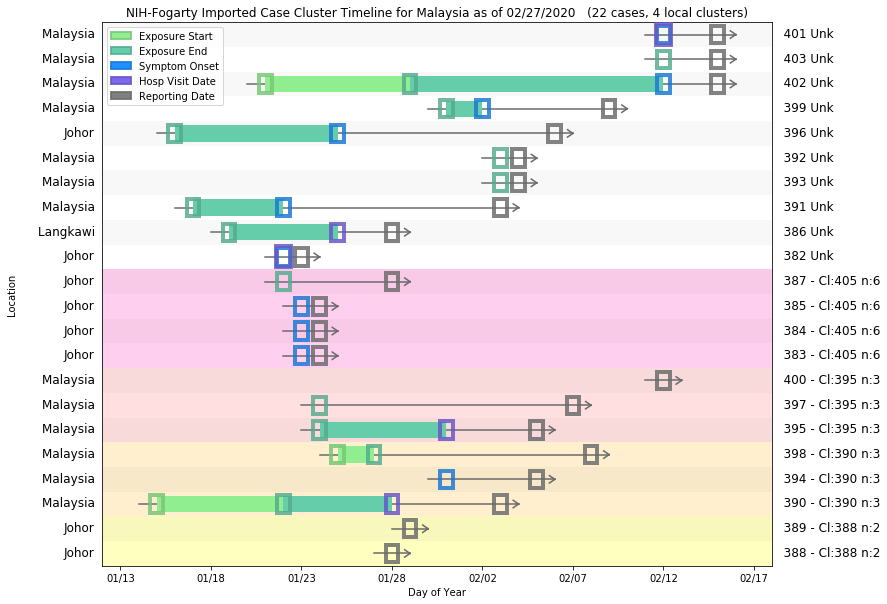 NIH-Fogarty Imported Case Cluster Timeline for Malaysia as of 02/27/2020   (22 cases, 4 local clusters)
Exposure Start
Exposure End
Symptom Onset
Hosp Visit Date
Reporting Date
Malaysia 401 Unk
Malaysia 403 Unk
Malaysia 402 Unk
Malaysia 399 Unk
Johor 396 Unk
Malaysia 392 Unk
Malaysia 393 Unk
Malaysia 391 Unk
Langkawi 386 Unk
Johor 382 Unk
Johor 387 - Cl:405 n:6
Johor 385 - Cl:405 n:6
Johor 384 - Cl:405 n:6
Johor 383 - Cl:405 n:6
Malaysia 400 - Cl:395 n:3
Malaysia 397 - Cl:395 n:3
Malaysia 395 - Cl:395 n:3
Malaysia 398 - Cl:390 n:3
Malaysia 394 - Cl:390 n:3
Malaysia 390 - Cl:390 n:3
Johor 389 - Cl:388 n:2
Johor 388 - Cl:388 n:2
Location
01/13 01/18 01/23 01/28 02/02 02/07 02/12 02/17
Day of Year